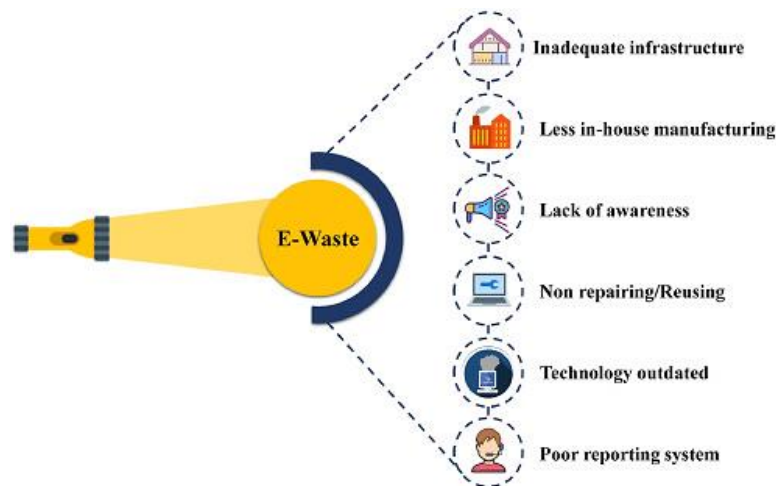 Inadequate infrastructure
Less in-house manufacturing
E-Waste
Lack of awareness
Non repairing/Reusing
Technology outdated
Poor reporting system